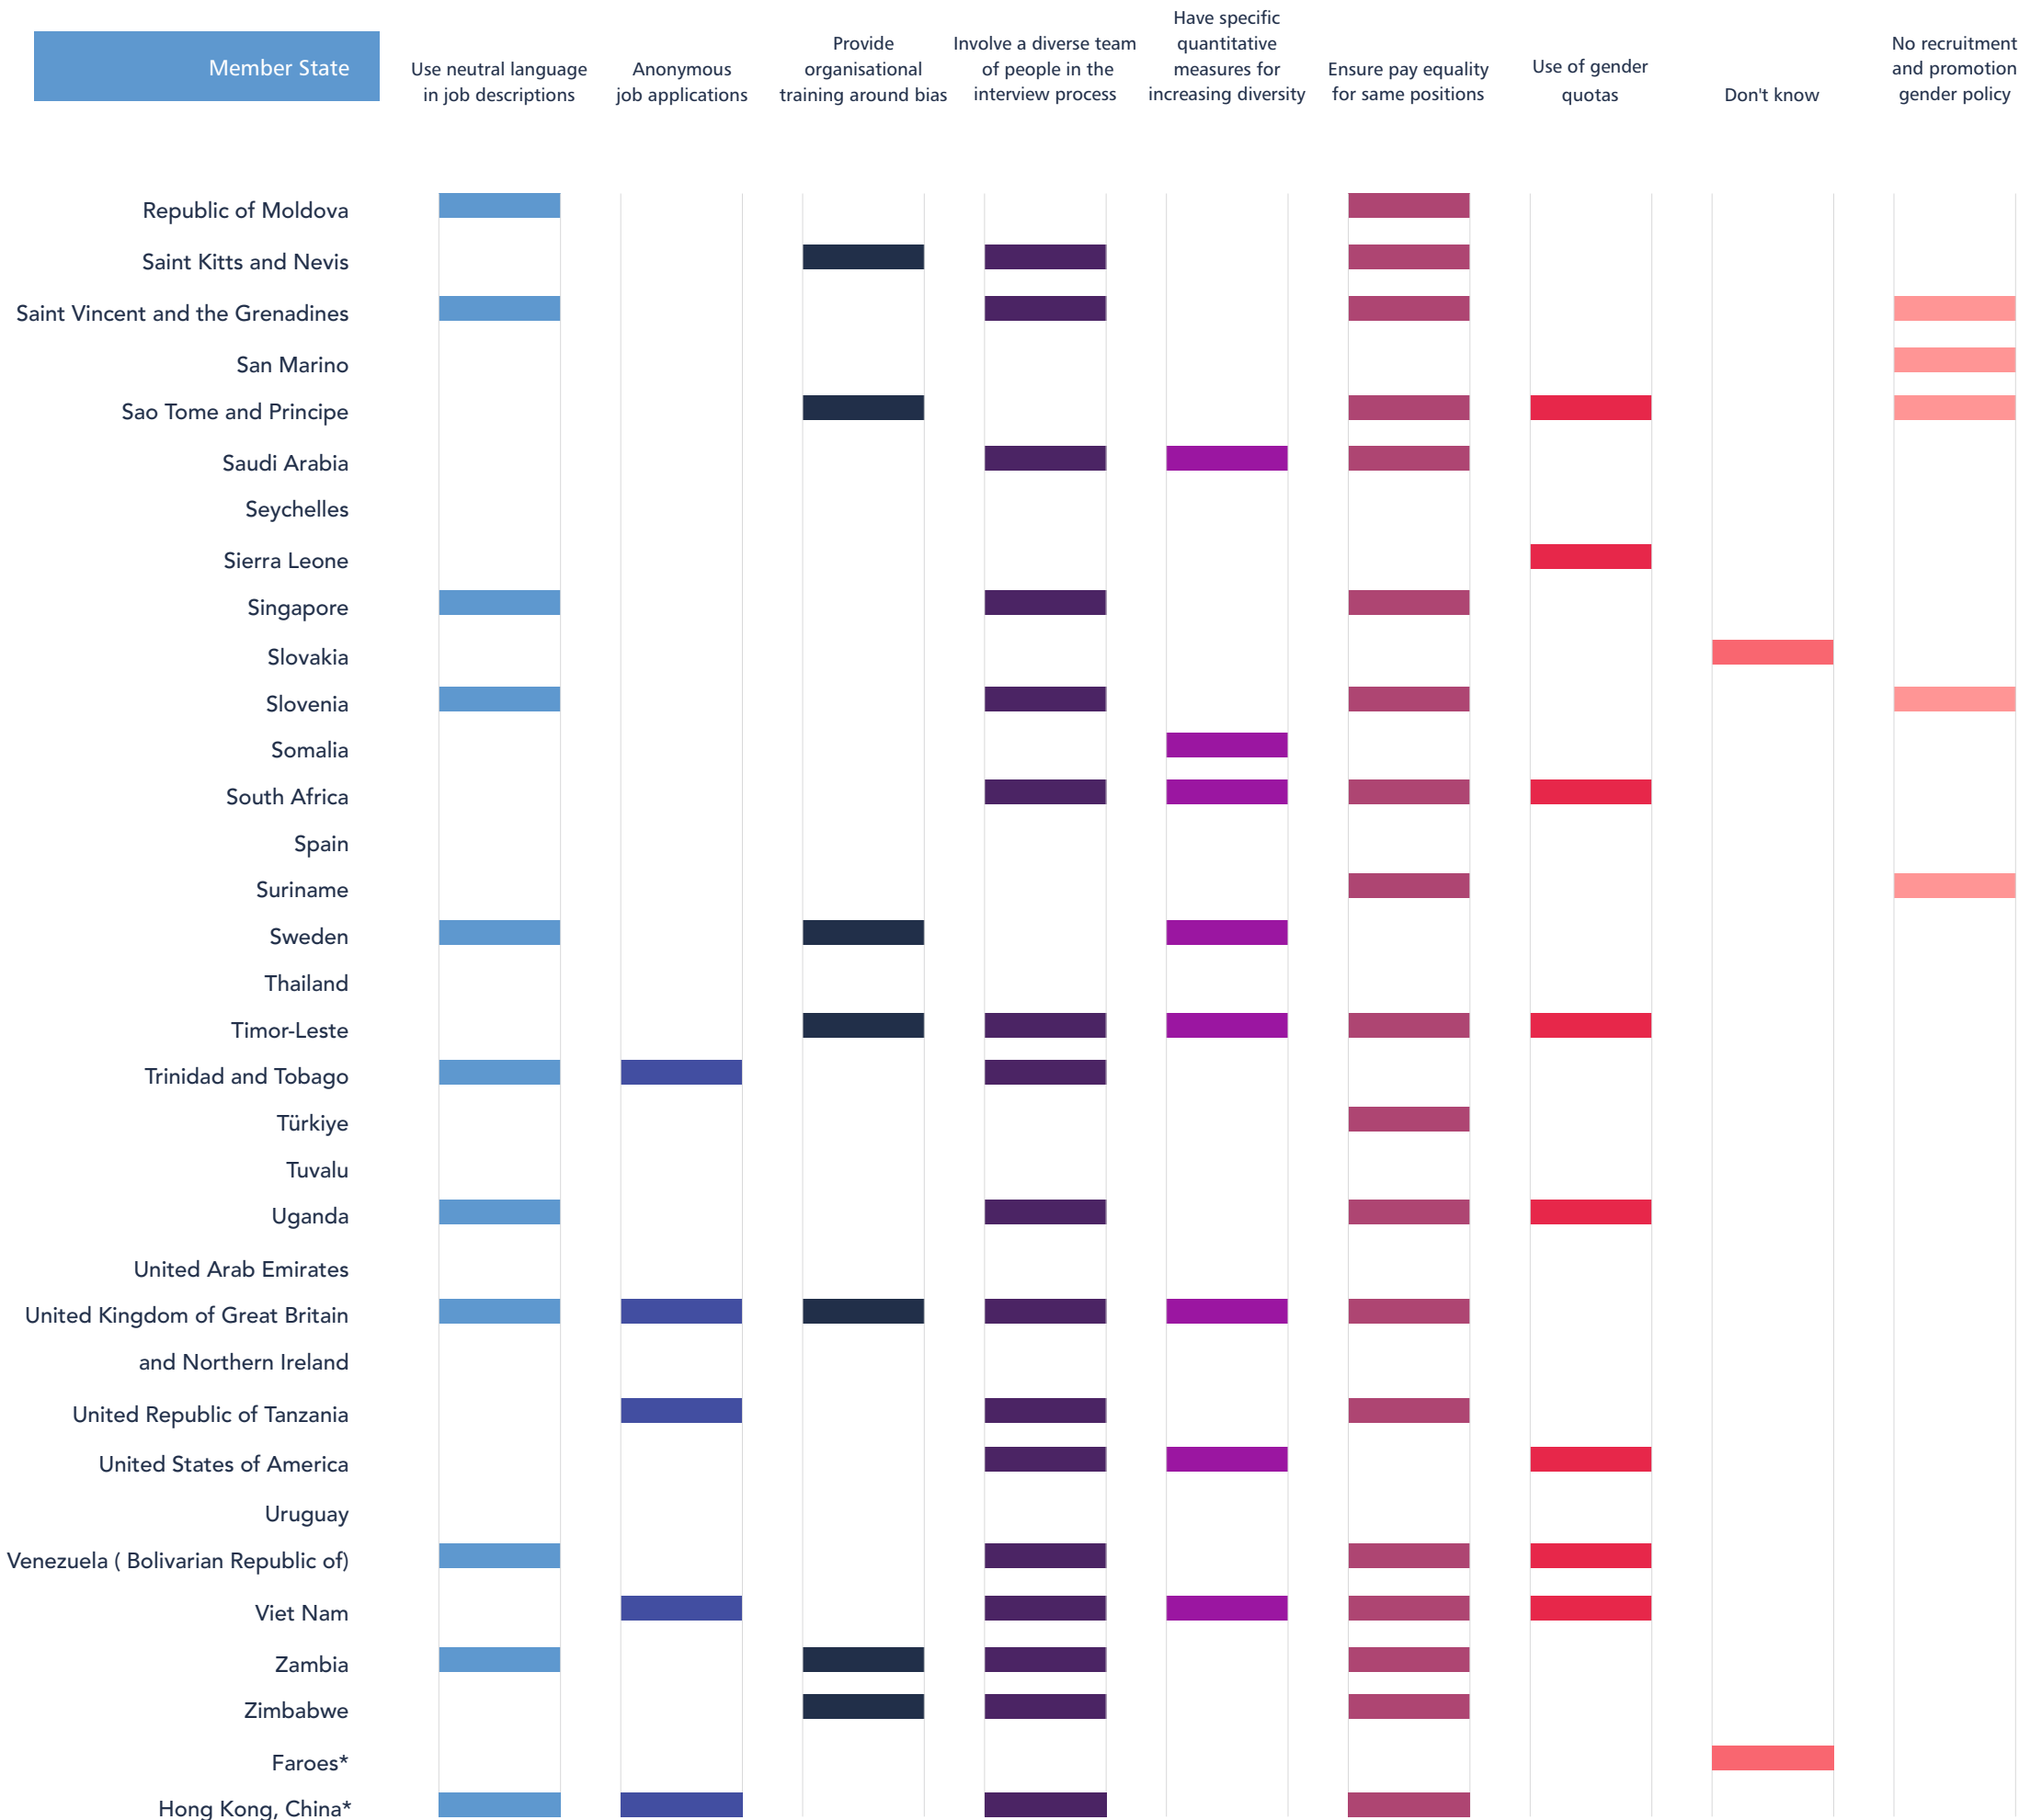 Member State
Use neutral language
in job descriptions
Anonymous
job applications
Provide
organisational
training around bias
Involve a diverse team
of people in the
interview process
Have specific
quantitative
measures for
increasing diversity
Ensure pay equality
for same positions
Use of gender
quotas
Don't know
No recruitment
and promotion
gender policy
Republic of Moldova
Saint Kitts and Nevis
Saint Vincent and the Grenadines
San Marino
Sao Tome and Principe
Saudi Arabia
Seychelles
Sierra Leone
Singapore
Slovakia
Slovenia
Somalia
South Africa
Spain
Suriname
Sweden
Thailand
Timor-Leste
Trinidad and Tobago
Türkiye
Tuvalu
Uganda
United Arab Emirates
United Kingdom of Great Britain
and Northern Ireland
United Republic of Tanzania
United States of America
Uruguay
Venezuela ( Bolivarian Republic of)
Viet Nam
Zambia
Zimbabwe
Faroes*
Hong Kong, China*